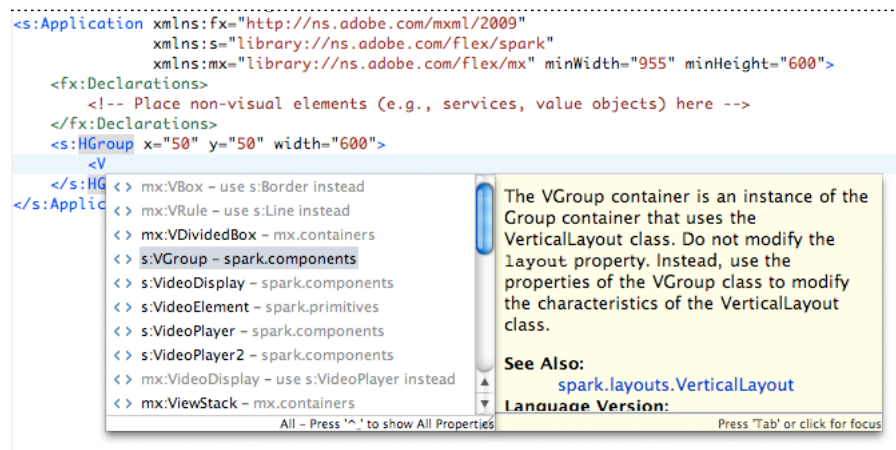 <s:Application xmlns:fx="http://ns.adobe.com/mxml/2009"
xmlns:s="library://ns.adobe.com/flex/spark"
xmlns:mx="library://ns.adobe.com/flex/mx" minWidth="955" minHeight="600">
<fx:Declarations>
<!-- Place non-visual elements (e.g., services, value objects) here -->
</fx:Declarations>
<s:HGroup x="50" y="50" width="600">
<V
</s:HG
</s:Applic
<> mx:VBox – use s:Border instead
<> mx:VRule – use s:Line instead
<> mx:VDividedBox – mx.containers
<> s:VGroup – spark.components
<> s:VideoDisplay – spark.components
<> s:VideoElement – spark.primitives
<> s:VideoPlayer – spark.components
<> s:VideoPlayer2 – spark.components
<> mx:VideoDisplay – use s:VideoPlayer instead
<> mx:ViewStack – mx.containers
All – Press '^_' to show All Properties
The VGroup container is an instance of the
Group container that uses the
VerticalLayout class. Do not modify the
layout property. Instead, use the
properties of the VGroup class to modify
the characteristics of the VerticalLayout
class.
See Also:
spark.layouts.VerticalLayout
Language Version:
Press 'Tab' or click for focus